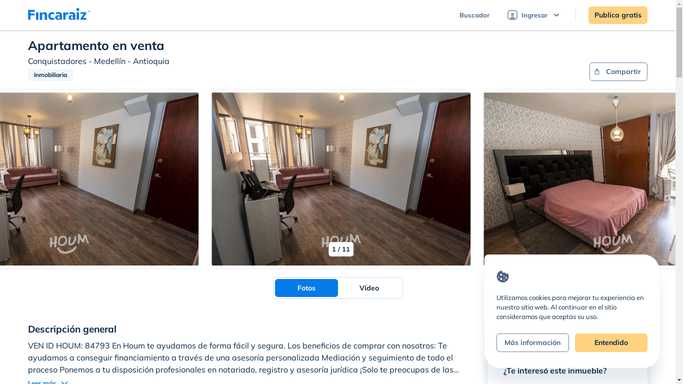 Fincaraiz
Buscador
Ingresar
Publica gratis
Apartamento en venta
Conquistadores - Medellín - Antioquia
Inmobiliaria
Compartir
HOUM
HOUM
HOUM
1 / 11
Fotos
Video
Utilizamos cookies para mejorar tu experiencia en
nuestro sitio web. Al continuar en el sitio
consideramos que aceptas su uso.
Más información
Entendido
Descripción general
VEN ID HOUM: 84793 En Houm te ayudamos de forma fácil y segura. Los beneficios de comprar con nosotros: Te
ayudamos a conseguir financiamiento a través de una asesoría personalizada Mediación y seguimiento de todo el
proceso Ponemos a tu disposición profesionales en notariado, registro y asesoría jurídica ¡Solo te preocupas de las...
Leer más
¿Te interesó este inmueble?